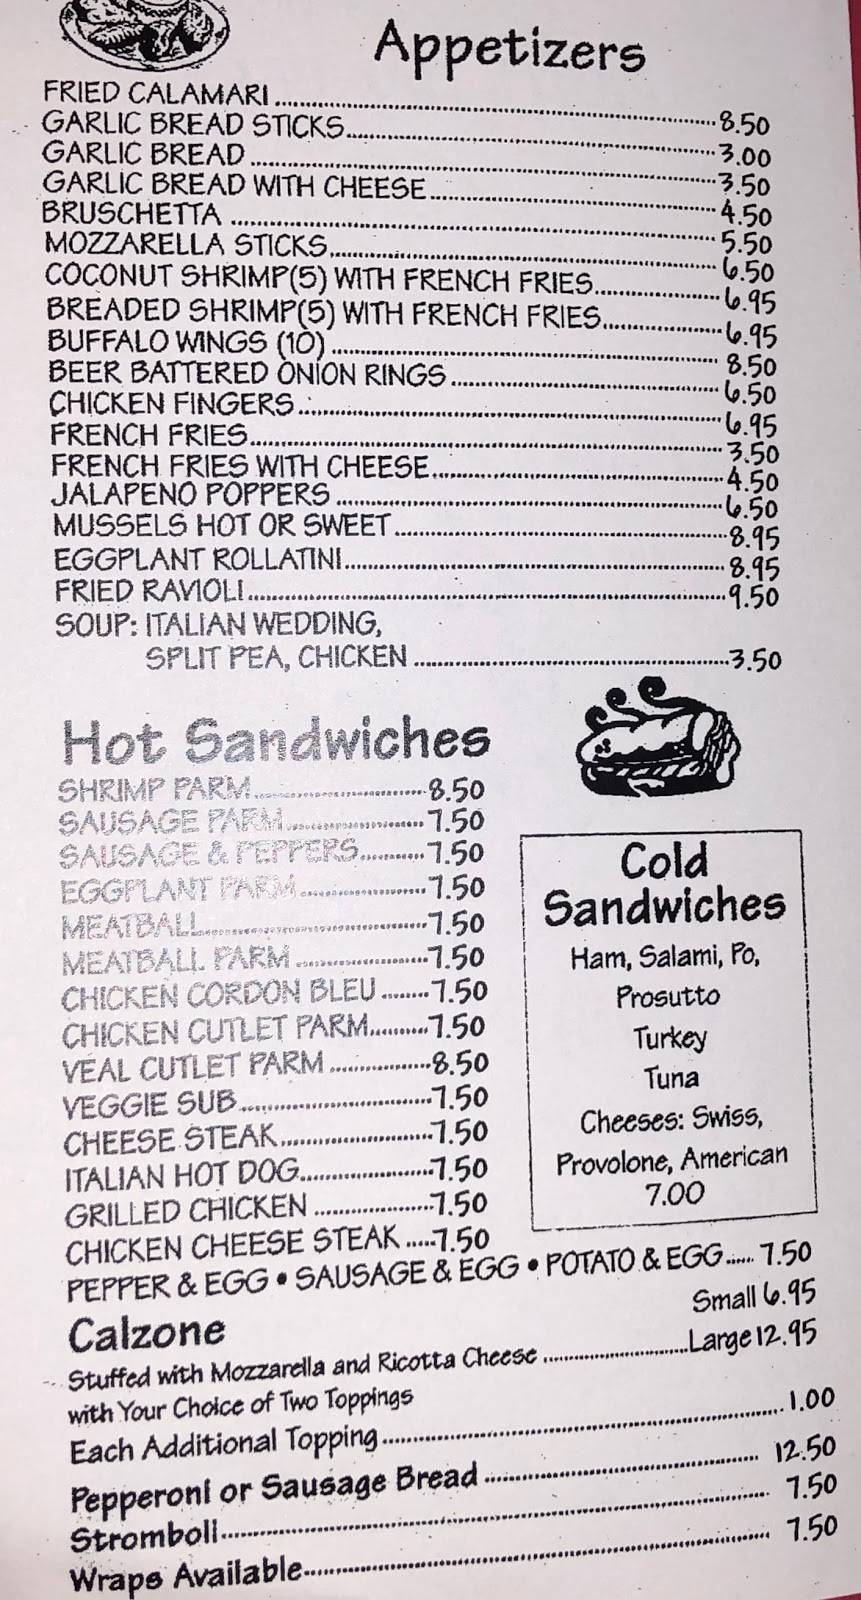 Appetizers
FRIED CALAMARI 8.50
GARLIC BREAD STICKS 3.00
GARLIC BREAD 3.50
GARLIC BREAD WITH CHEESE 4.50
BRUSCHETTA 5.50
MOZZARELLA STICKS 6.50
COCONUT SHRIMP(5) WITH FRENCH FRIES 6.95
BREADED SHRIMP(5) WITH FRENCH FRIES 6.95
BUFFALO WINGS (10) 8.50
BEER BATTERED ONION RINGS 6.50
CHICKEN FINGERS 6.95
FRENCH FRIES 3.50
FRENCH FRIES WITH CHEESE 4.50
JALAPENO POPPERS 6.50
MUSSELS HOT OR SWEET 8.95
EGGPLANT ROLLATINI 8.95
FRIED RAVIOLI 9.50
SOUP: ITALIAN WEDDING,
SPLIT PEA, CHICKEN 3.50
Hot Sandwiches
SHRIMP PARM 8.50
SAUSAGE PARM 7.50
SAUSAGE & PEPPERS 7.50
EGGPLANT PARM 7.50
MEATBALL 7.50
MEATBALL PARM 7.50
CHICKEN CORDON BLEU 7.50
CHICKEN CUTLET PARM 7.50
VEAL CUTLET PARM 8.50
VEGGIE SUB 7.50
CHEESE STEAK 7.50
ITALIAN HOT DOG 7.50
GRILLED CHICKEN 7.50
CHICKEN CHEESE STEAK 7.50
PEPPER & EGG • SAUSAGE & EGG • POTATO & EGG 7.50
Cold
Sandwiches
Ham, Salami, Po,
Prosutto
Turkey
Tuna
Cheeses: Swiss,
Provolone, American
7.00
Calzone
Small 6.95
Stuffed with Mozzarella and Ricotta Cheese Large 12.95
with Your Choice of Two Toppings
Each Additional Topping 1.00
Pepperoni or Sausage Bread 12.50
Stromboli 7.50
Wraps Available 7.50